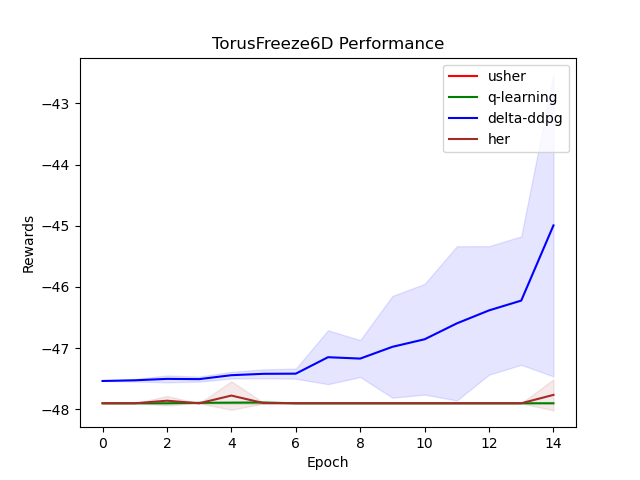 TorusFreeze6D Performance
usher
q-learning
delta-ddpg
her
Rewards
−43
−44
−45
−46
−47
−48
0 2 4 6 8 10 12 14
Epoch